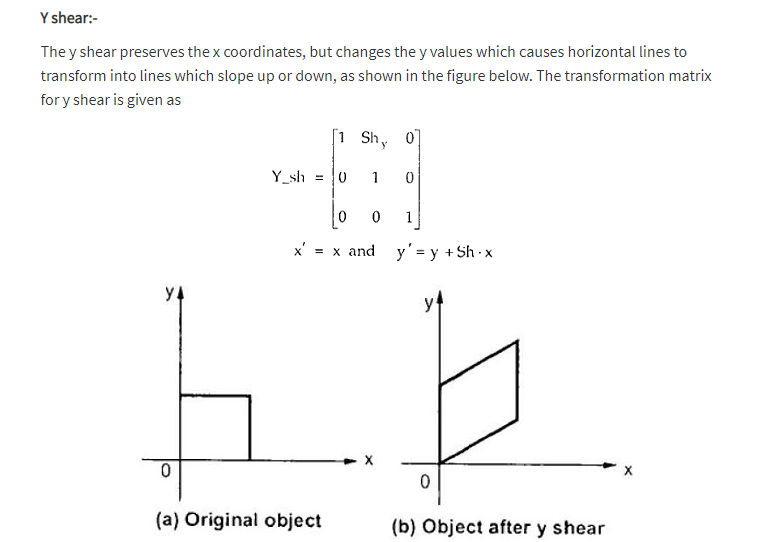 Y shear:-
The y shear preserves the x coordinates, but changes the y values which causes horizontal lines to
transform into lines which slope up or down, as shown in the figure below. The transformation matrix
for y shear is given as
1 Shy 0
Y_sh = 0 1 0
0 0 1
x' = x and y' = y + Sh · x
y
y
x
x
0
0
(a) Original object
(b) Object after y shear